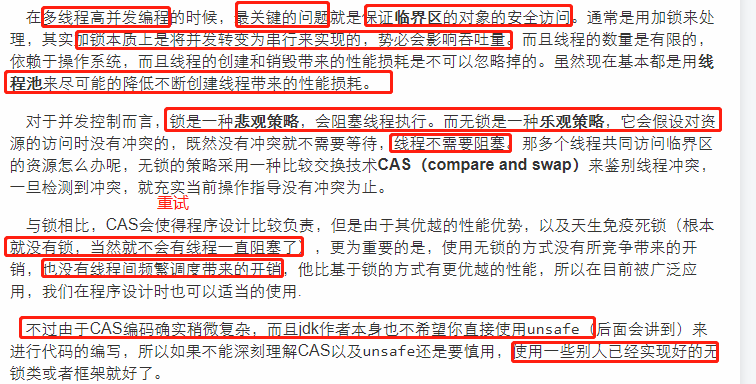 在多线程高并发编程的时候，最关键的问题就是保证临界区的对象的安全访问。通常是用加锁来处
理，其实加锁本质上是将并发转变为串行来实现的，势必会影响吞吐量。而且线程的数量是有限的，
依赖于操作系统，而且线程的创建和销毁带来的性能损耗是不可以忽略掉的。虽然现在基本都是用线
程池来尽可能的降低不断创建线程带来的性能损耗。
对于并发控制而言，锁是一种悲观策略，会阻塞线程执行。而无锁是一种乐观策略，它会假设对资
源的访问时没有冲突的，既然没有冲突就不需要等待，线程不需要阻塞。那多个线程共同访问临界区
的资源怎么办呢，无锁的策略采用一种比较交换技术CAS（compare and swap）来鉴别线程冲突，
一旦检测到冲突，就充实当前操作指导没有冲突为止。
重试
与锁相比，CAS会使得程序设计比较负责，但是由于其优越的性能优势，以及天生免疫死锁（根本
就没有锁，当然就不会有线程一直阻塞了），更为重要的是，使用无锁的方式没有所竞争带来的开
销，也没有线程间频繁调度带来的开销，他比基于锁的方式有更优越的性能，所以在目前被广泛应
用，我们在程序设计时也可以适当的使用.
不过由于CAS编码确实稍微复杂，而且jdk作者本身也不希望你直接使用unsafe（后面会讲到）来
进行代码的编写，所以如果不能深刻理解CAS以及unsafe还是要慎用，使用一些别人已经实现好的无
锁类或者框架就好了。